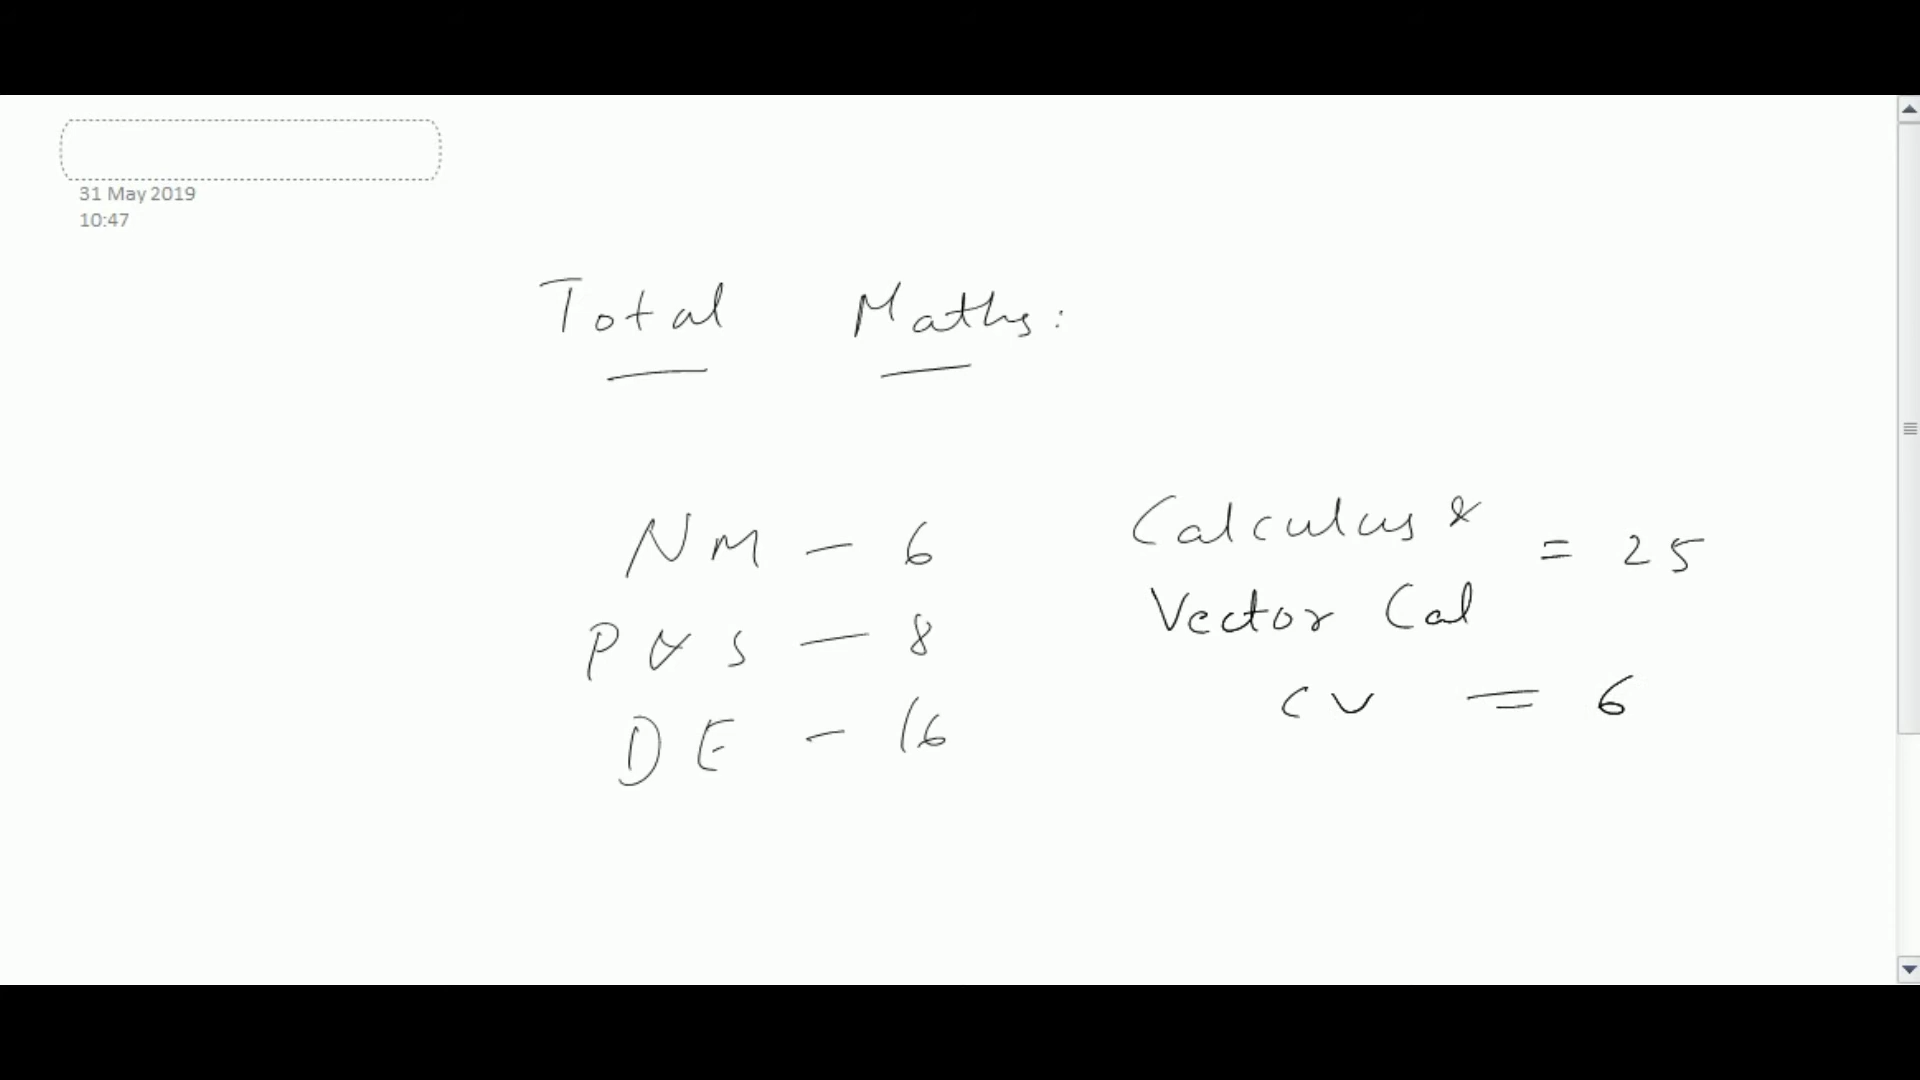 31 May 2019
10:47
Total Maths:
NM - 6
P & S - 8
DE - 16
Calculus &
Vector Cal = 25
CV = 6